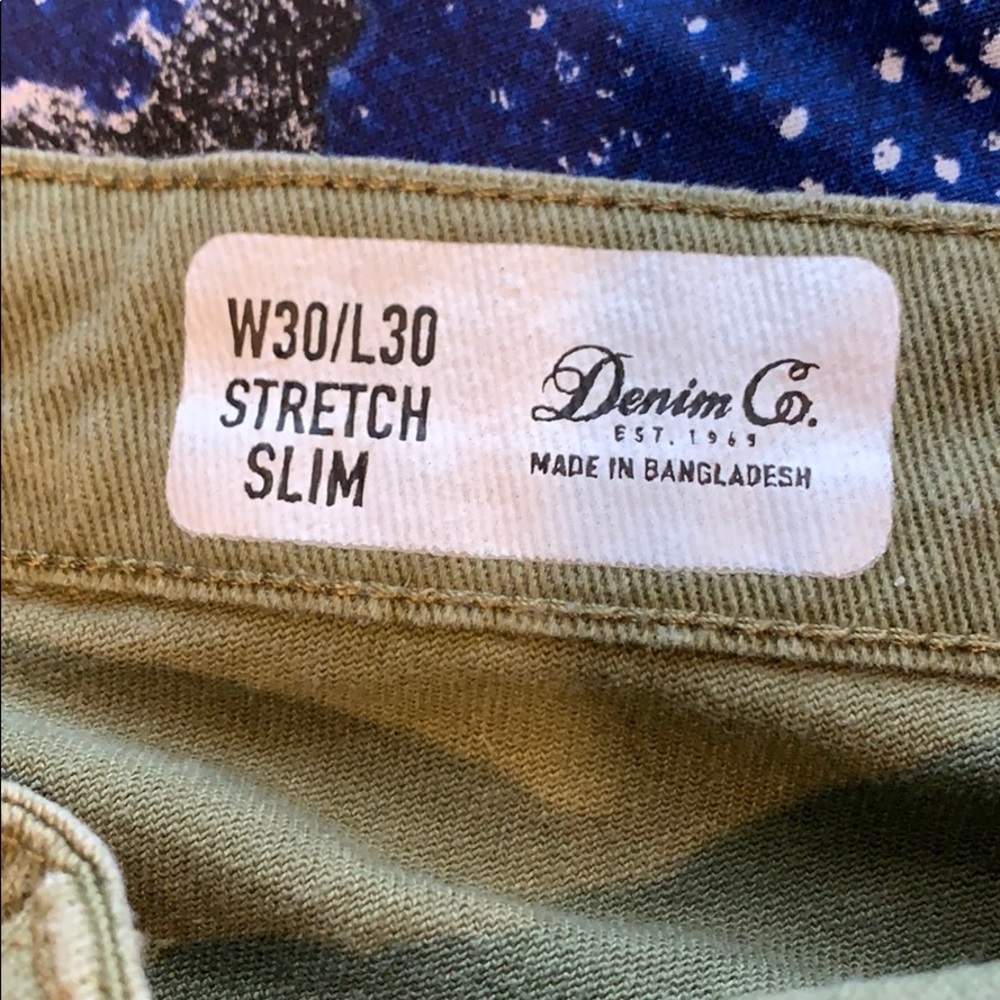 W30/L30
STRETCH
SLIM
Denim Co.
EST. 1969
MADE IN BANGLADESH